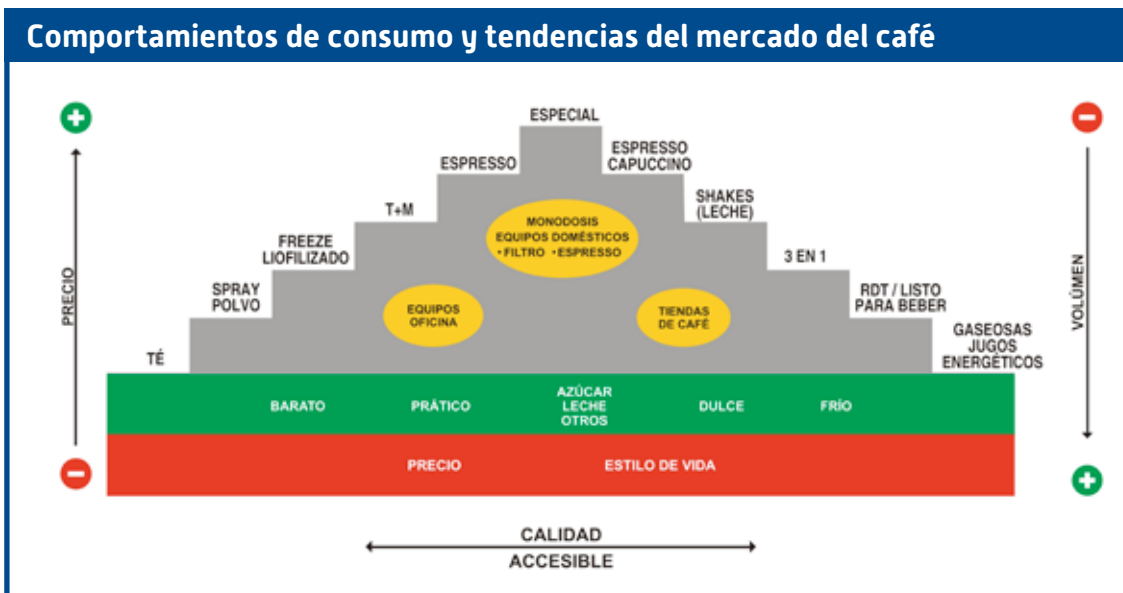 Comportamientos de consumo y tendencias del mercado del café
ESPECIAL
ESPRESSO
ESPRESSO
CAPUCCINO
T+M
SHAKES
(LECHE)
FREEZE
LIOFILIZADO
3 EN 1
SPRAY
POLVO
RDT / LISTO
PARA BEBER
TÉ
GASEOSAS
JUGOS
ENERGÉTICOS
MONODOSIS
EQUIPOS DOMÉSTICOS
• FILTRO • ESPRESSO
EQUIPOS
OFICINA
TIENDAS
DE CAFÉ
PRECIO
VOLÚMEN
BARATO
PRÁTICO
AZÚCAR
LECHE
OTROS
DULCE
FRÍO
PRECIO
ESTILO DE VIDA
CALIDAD
ACCESIBLE